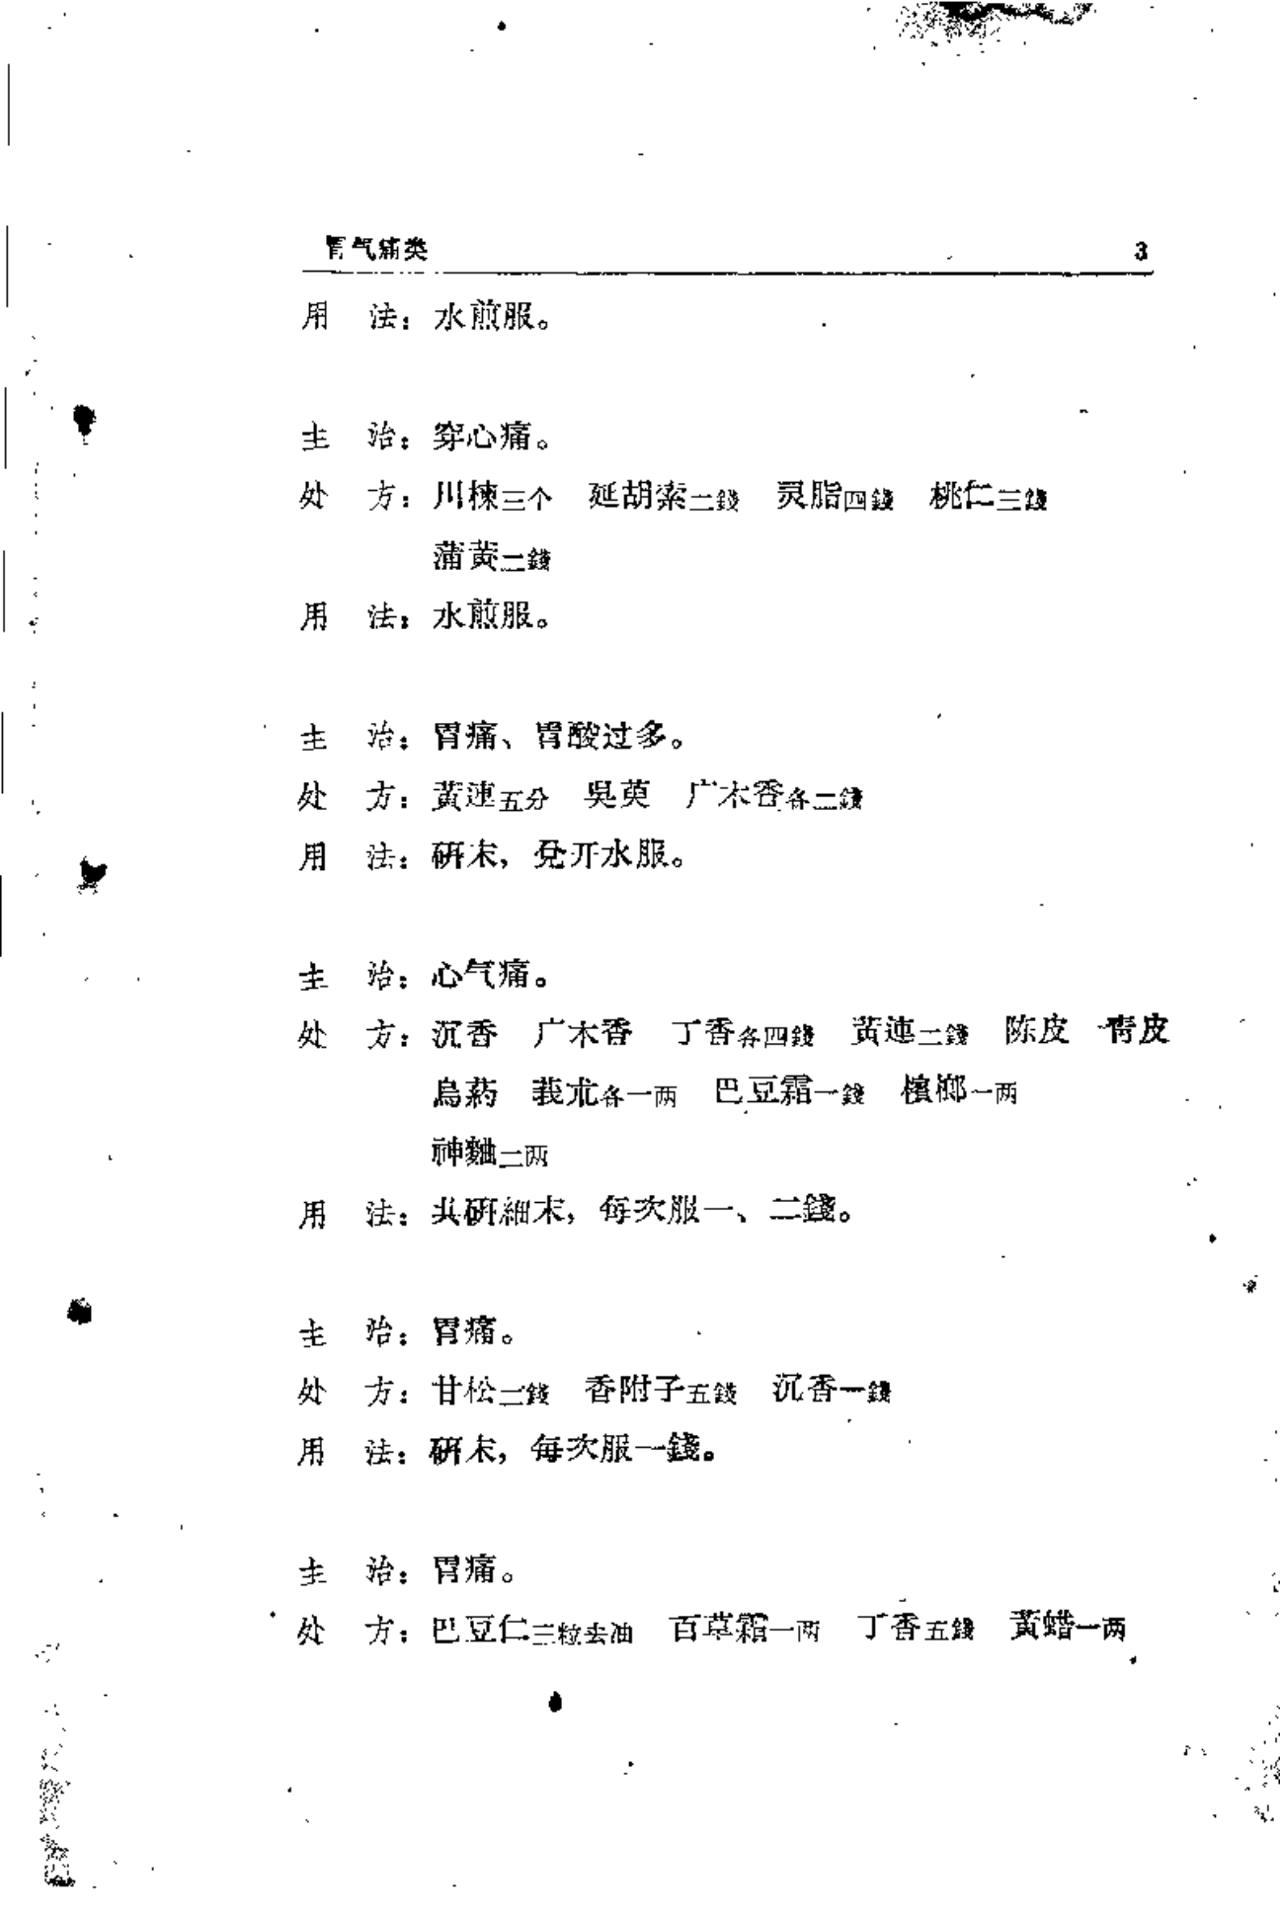 胃气痛类 3
用 法：水煎服。
主 治：穿心痛。
处 方：川楝三个 延胡索二錢 灵脂四錢 桃仁三錢
蒲黄二錢
用 法：水煎服。
主 治：胃痛、胃酸过多。
处 方：黄連五分 吳萸 广木香各二錢
用 法：研末，兌开水服。
主 治：心气痛。
处 方：沉香 广木香 丁香各四錢 黄連二錢 陈皮 青皮
烏葯 莪朮各一两 巴豆霜一錢 檳榔一两
神麯二两
用 法：共研細末，每次服一、二錢。
主 治：胃痛。
处 方：甘松二錢 香附子五錢 沉香一錢
用 法：研末，每次服一錢。
主 治：胃痛。
处 方：巴豆仁三粒去油 百草霜一两 丁香五錢 黄蜡一两